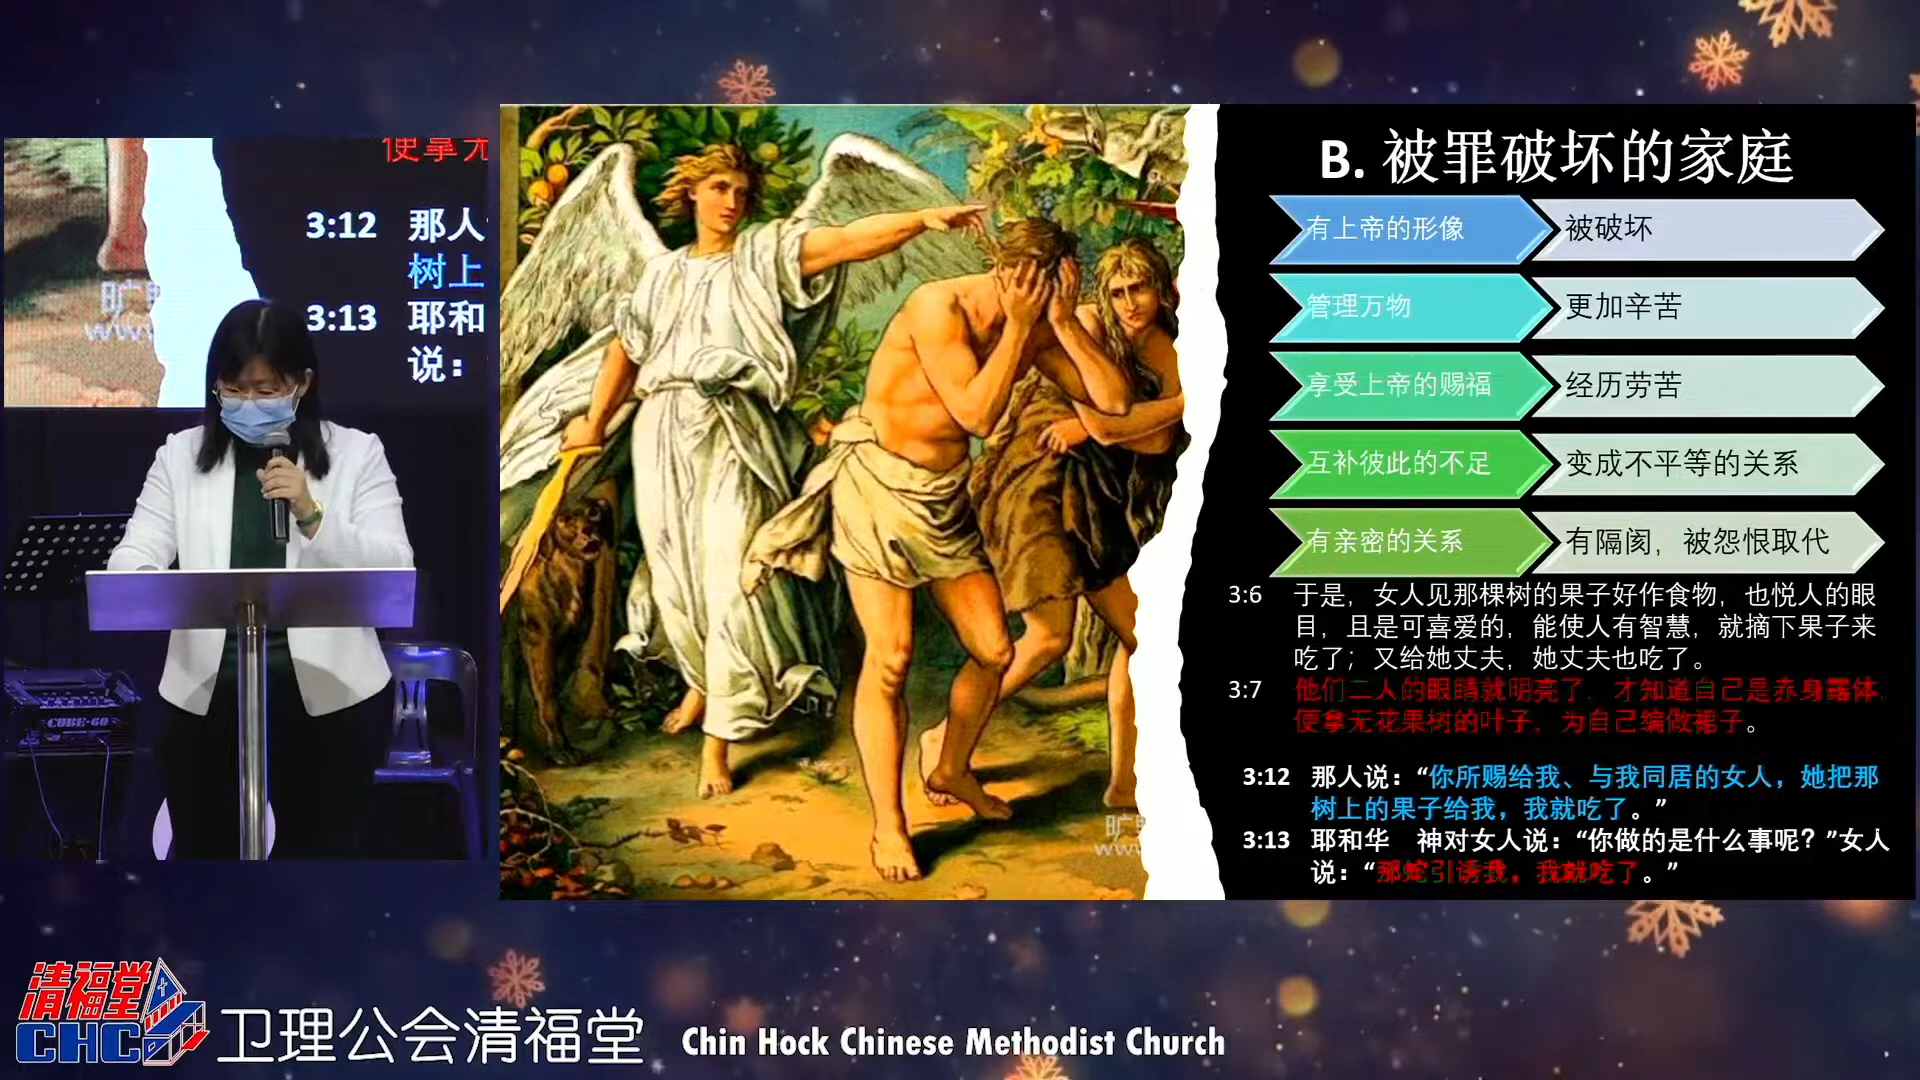 便拿无
3:12 那人
树上
3:13 耶和
说：
CUBE-60
B. 被罪破坏的家庭
有上帝的形像 被破坏
管理万物 更加辛苦
享受上帝的赐福 经历劳苦
互补彼此的不足 变成不平等的关系
有亲密的关系 有隔阂，被怨恨取代
3:6 于是，女人见那棵树的果子好作食物，也悦人的眼
目，且是可喜爱的，能使人有智慧，就摘下果子来
吃了；又给她丈夫，她丈夫也吃了。
3:7 他们二人的眼睛就明亮了，才知道自己是赤身露体，
便拿无花果树的叶子，为自己编做裙子。
3:12 那人说：“你所赐给我、与我同居的女人，她把那
树上的果子给我，我就吃了。”
3:13 耶和华 神对女人说：“你做的是什么事呢？”女人
说：“那蛇引诱我，我就吃了。”
清福堂
CHC
卫理公会清福堂 Chin Hock Chinese Methodist Church